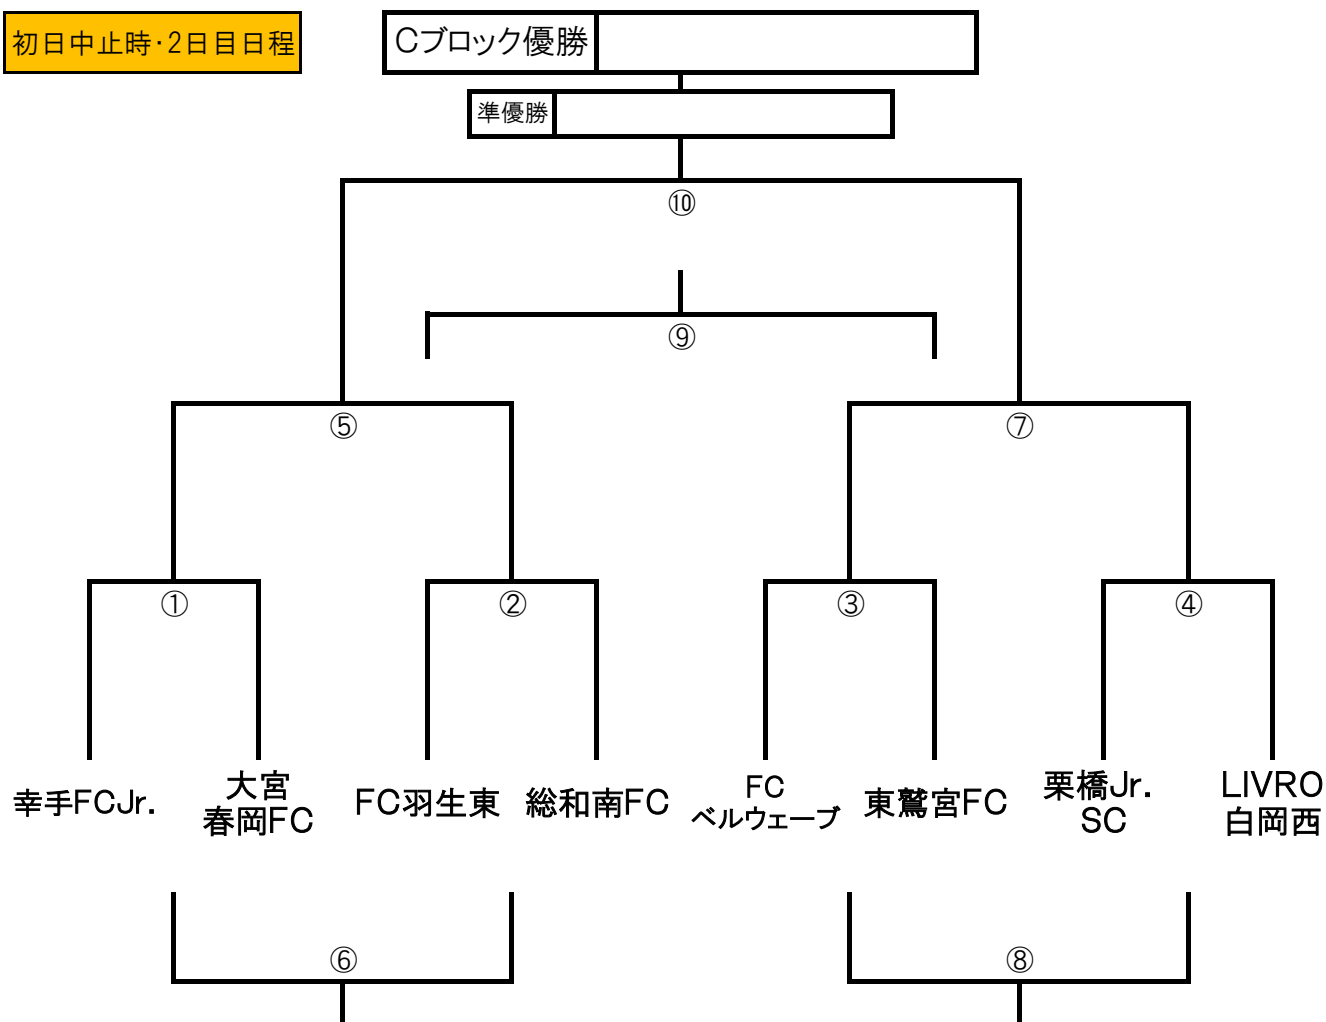 初日中止時・2日目日程
Cブロック優勝
準優勝
⑩
⑨
⑤
⑦
①
②
③
④
幸手FCJr.
大宮
春岡FC
FC羽生東
総和南FC
FC
ベルウェーブ
東鷲宮FC
栗橋Jr.
SC
LIVRO
白岡西
⑥
⑧